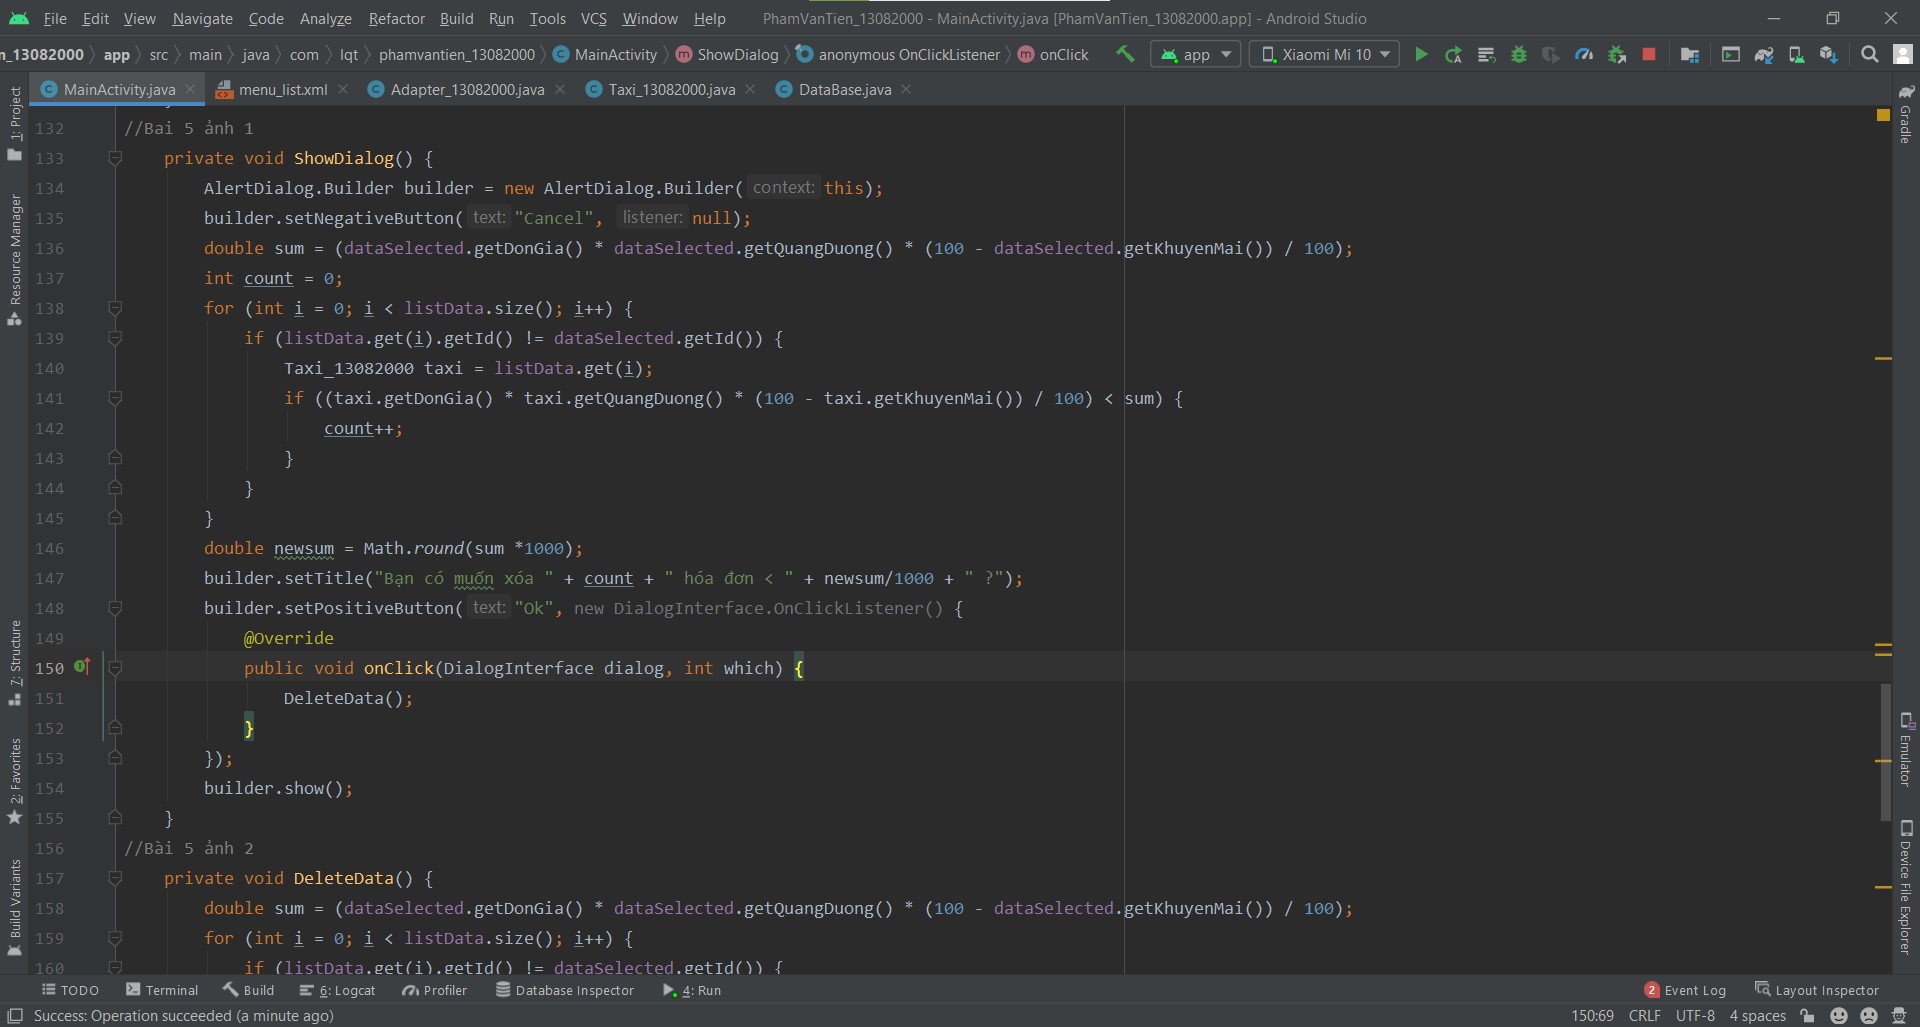 File Edit View Navigate Code Analyze Refactor Build Run Tools VCS Window Help PhamVanTien_13082000 - MainActivity.java [PhamVanTien_13082000.app] - Android Studio
n_13082000 app src main java com lqt phamvantien_13082000 MainActivity ShowDialog anonymous OnClickListener onClick app Xiaomi Mi 10
MainActivity.java menu_list.xml Adapter_13082000.java Taxi_13082000.java DataBase.java
1: Project
Resource Manager
7: Structure
2: Favorites
Build Variants
132 //Bai 5 ảnh 1
133 private void ShowDialog() {
134 AlertDialog.Builder builder = new AlertDialog.Builder( context: this);
135 builder.setNegativeButton( text: "Cancel", listener: null);
136 double sum = (dataSelected.getDonGia() * dataSelected.getQuangDuong() * (100 - dataSelected.getKhuyenMai()) / 100);
137 int count = 0;
138 for (int i = 0; i < listData.size(); i++) {
139 if (listData.get(i).getId() != dataSelected.getId()) {
140 Taxi_13082000 taxi = listData.get(i);
141 if ((taxi.getDonGia() * taxi.getQuangDuong() * (100 - taxi.getKhuyenMai()) / 100) < sum) {
142 count++;
143 }
144 }
145 }
146 double newsum = Math.round(sum *1000);
147 builder.setTitle("Bạn có muốn xóa " + count + " hóa đơn < " + newsum/1000 + " ?");
148 builder.setPositiveButton( text: "Ok", new DialogInterface.OnClickListener() {
149 @Override
150 public void onClick(DialogInterface dialog, int which) {
151 DeleteData();
152 }
153 });
154 builder.show();
155 }
156 //Bài 5 ảnh 2
157 private void DeleteData() {
158 double sum = (dataSelected.getDonGia() * dataSelected.getQuangDuong() * (100 - dataSelected.getKhuyenMai()) / 100);
159 for (int i = 0; i < listData.size(); i++) {
160 if (listData.get(i).getId() != dataSelected.getId()) {
Gradle
Emulator
Device File Explorer
TODO Terminal Build 6: Logcat Profiler Database Inspector 4: Run 2 Event Log Layout Inspector
Success: Operation succeeded (a minute ago) 150:69 CRLF UTF-8 4 spaces